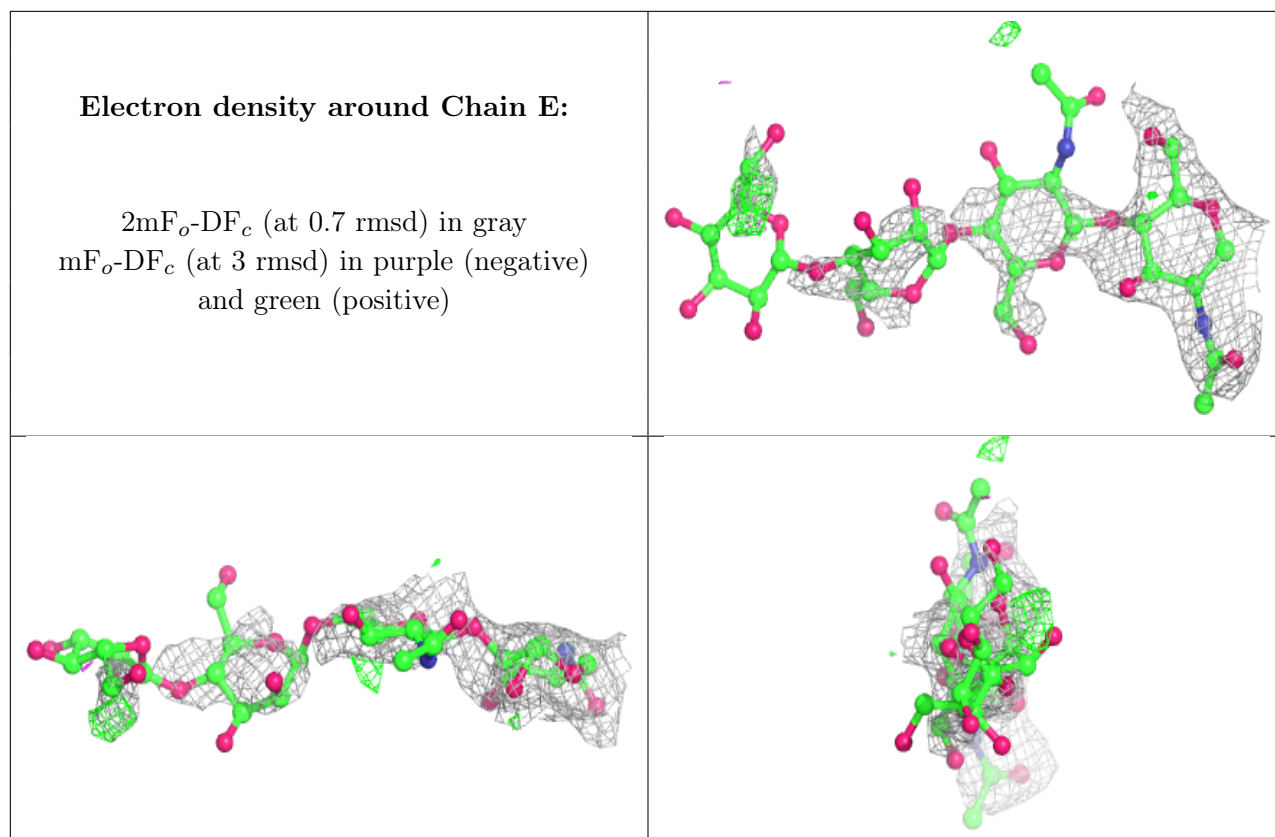 Electron density around Chain E:
2mFo-DFc (at 0.7 rmsd) in gray
mFo-DFc (at 3 rmsd) in purple (negative)
and green (positive)